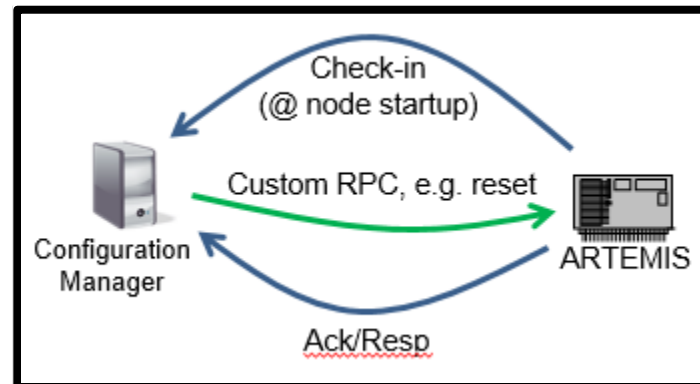 Check-in
(@ node startup)
Custom RPC, e.g. reset
Configuration
Manager
ARTEMIS
Ack/Resp